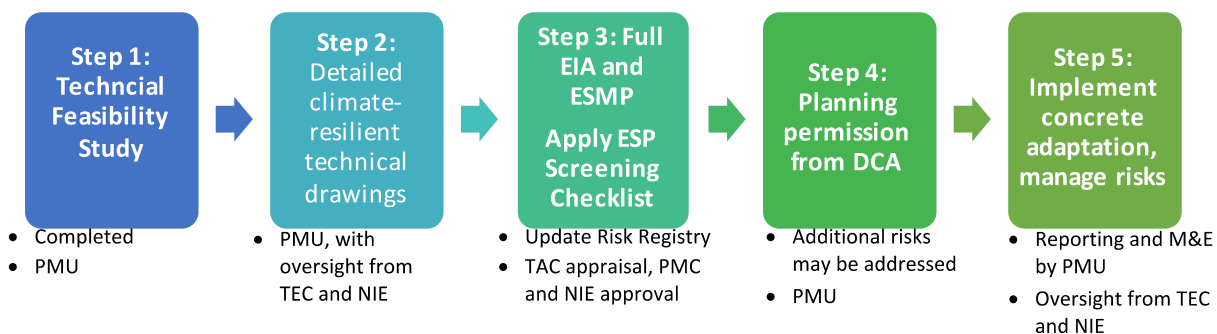 Step 1:
Techncial
Feasibility
Study
• Completed
• PMU
Step 2:
Detailed
climate-
resilient
technical
drawings
• PMU, with
oversight from
TEC and NIE
Step 3: Full
EIA and
ESMP
Apply ESP
Screening
Checklist
• Update Risk Registry
• TAC appraisal, PMC
and NIE approval
Step 4:
Planning
permission
from DCA
• Additional risks
may be addressed
• PMU
Step 5:
Implement
concrete
adaptation,
manage risks
• Reporting and M&E
by PMU
• Oversight from TEC
and NIE